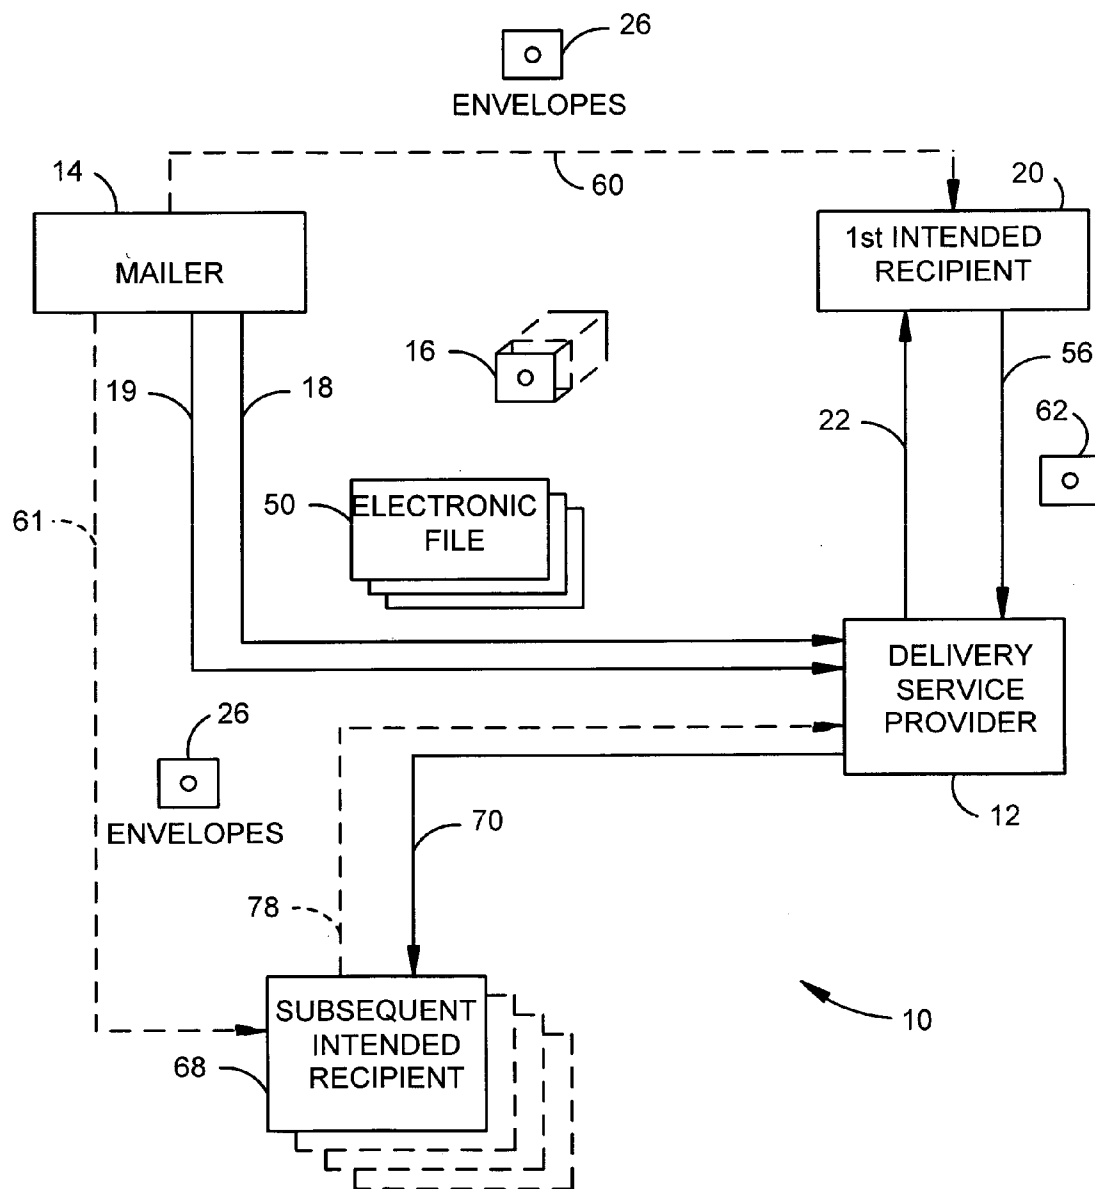 26
ENVELOPES
14
60
20
MAILER
1st INTENDED
RECIPIENT
16
19
18
56
22
62
61
50
ELECTRONIC
FILE
DELIVERY
SERVICE
PROVIDER
26
ENVELOPES
70
12
78
SUBSEQUENT
INTENDED
RECIPIENT
68
10